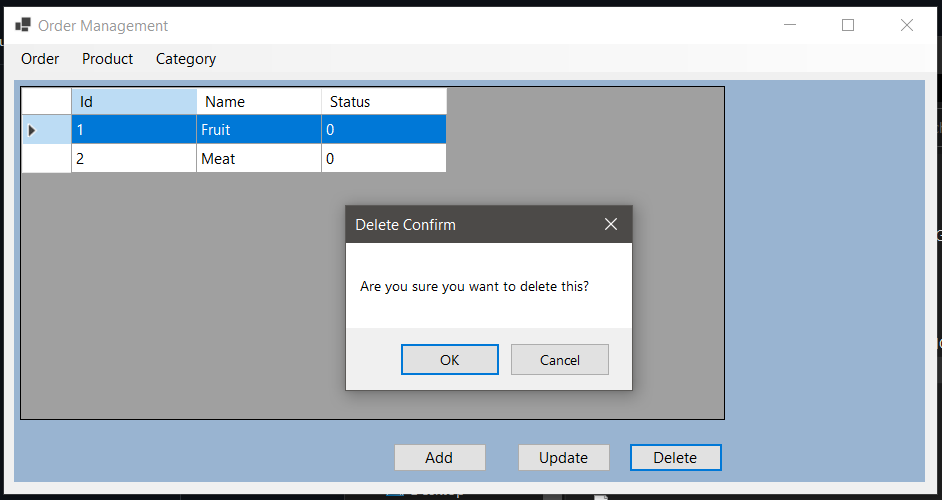 Order Management
Order Product Category
Id Name Status
1 Fruit 0
2 Meat 0
Delete Confirm
Are you sure you want to delete this?
OK Cancel
Add Update Delete
Desktop